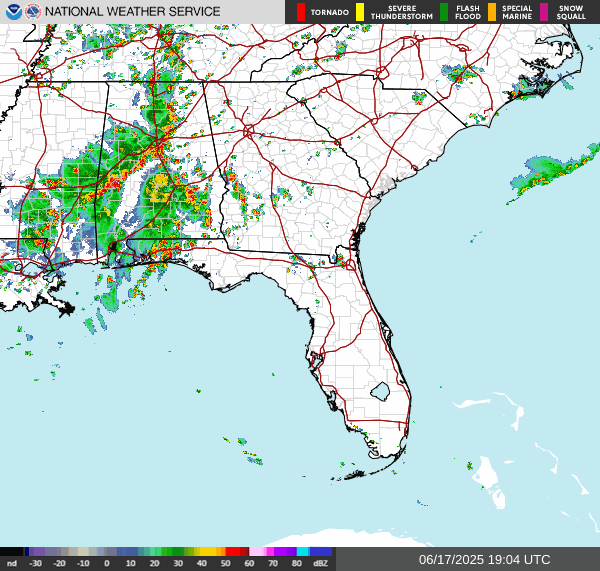 NATIONAL WEATHER SERVICE
TORNADO
SEVERE
THUNDERSTORM
FLASH
FLOOD
SPECIAL
MARINE
SNOW
SQUALL
nd -30 -20 -10 0 10 20 30 40 50 60 70 80 dBZ
06/17/2025 19:04 UTC